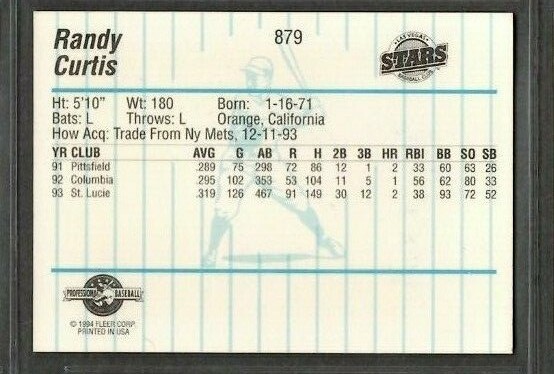 Randy
Curtis
879
LAS VEGAS
STARS
BASEBALL CLUB
Ht: 5'10" Wt: 180 Born: 1-16-71
Bats: L Throws: L Orange, California
How Acq: Trade From Ny Mets, 12-11-93
YR CLUB AVG G AB R H 2B 3B HR RBI BB SO SB
91 Pittsfield .289 75 298 72 86 12 1 2 33 60 63 26
92 Columbia .295 102 353 53 104 11 5 1 56 62 80 33
93 St. Lucie .319 126 467 91 149 30 12 2 38 93 72 52
PROFESSIONAL BASEBALL
© 1994 FLEER CORP.
PRINTED IN USA